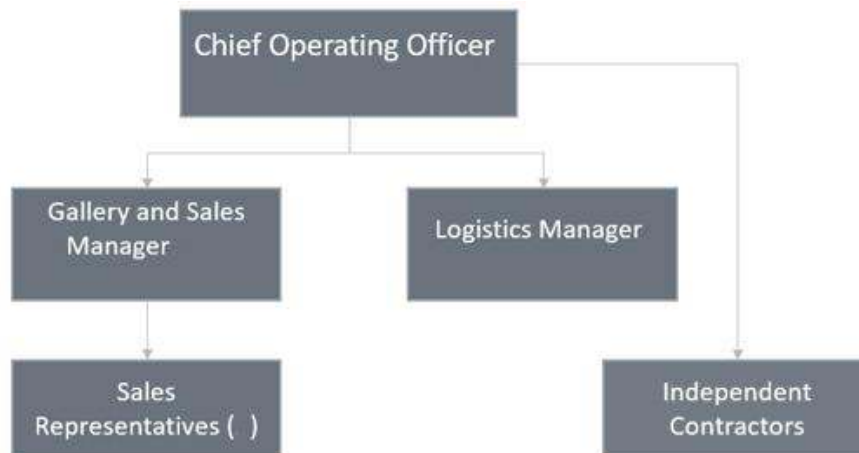 Chief Operating Officer
Gallery and Sales
Manager
Logistics Manager
Sales
Representatives (  )
Independent
Contractors